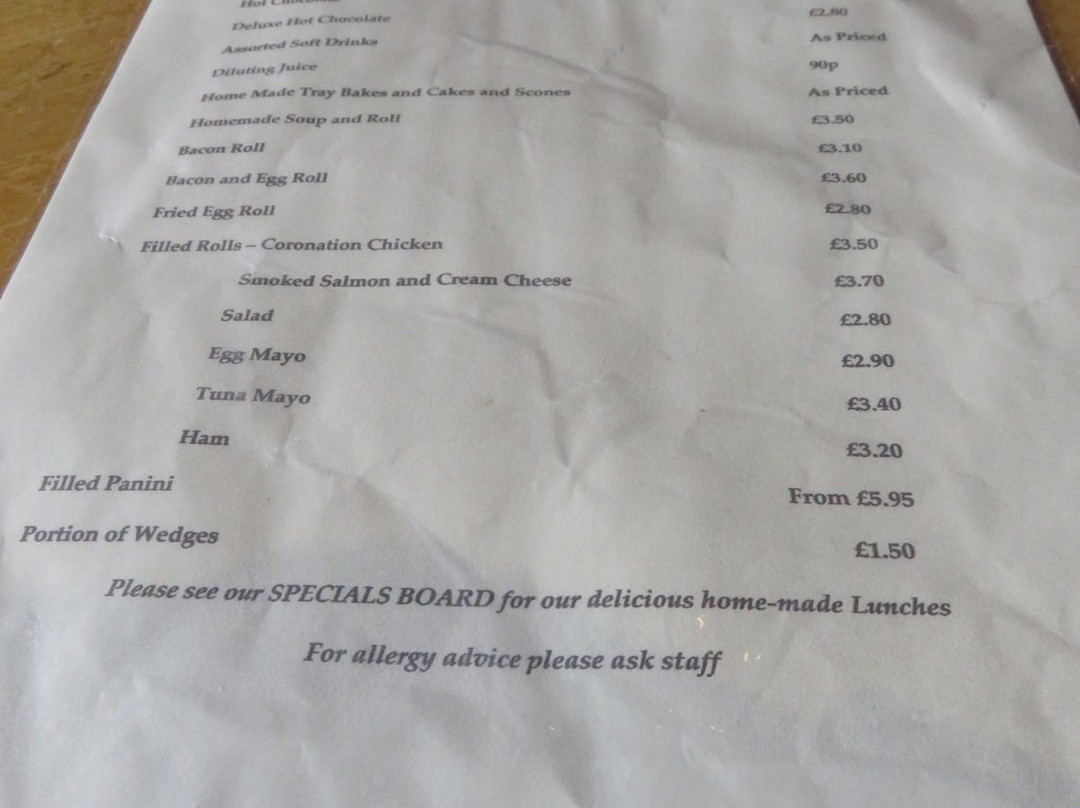 Hot Chocolate
Deluxe Hot Chocolate £2.80
Assorted Soft Drinks As Priced
Diluting Juice 90p
Home Made Tray Bakes and Cakes and Scones As Priced
Homemade Soup and Roll £3.50
Bacon Roll £3.10
Bacon and Egg Roll £3.60
Fried Egg Roll £2.80
Filled Rolls – Coronation Chicken £3.50
Smoked Salmon and Cream Cheese £3.70
Salad £2.80
Egg Mayo £2.90
Tuna Mayo £3.40
Ham £3.20
Filled Panini From £5.95
Portion of Wedges £1.50
Please see our SPECIALS BOARD for our delicious home-made Lunches
For allergy advice please ask staff